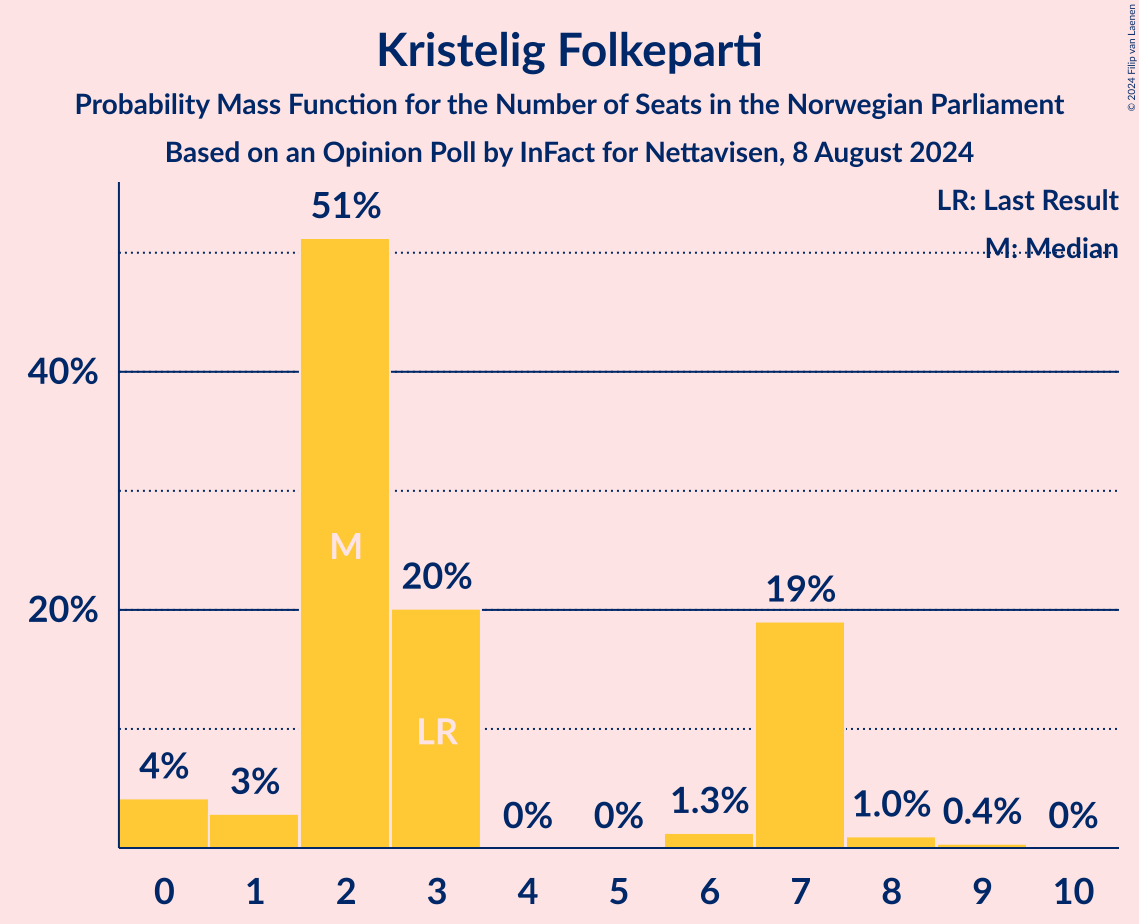 Kristelig Folkeparti
Probability Mass Function for the Number of Seats in the Norwegian Parliament
Based on an Opinion Poll by InFact for Nettavisen, 8 August 2024
© 2024 Filip van Laenen
LR: Last Result
M: Median
51%
40%
M
20%
19%
20%
LR
4%
3%
0%
0%
1.3%
1.0%
0.4%
0%
0 1 2 3 4 5 6 7 8 9 10